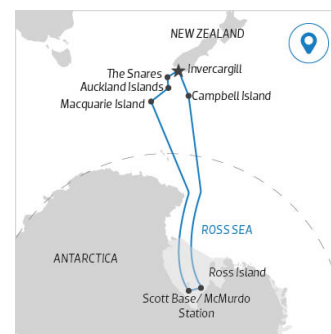 NEW ZEALAND
The Snares
Invercargill
Auckland Islands
Macquarie Island
Campbell Island
ROSS SEA
ANTARCTICA
Ross Island
Scott Base/ McMurdo
Station